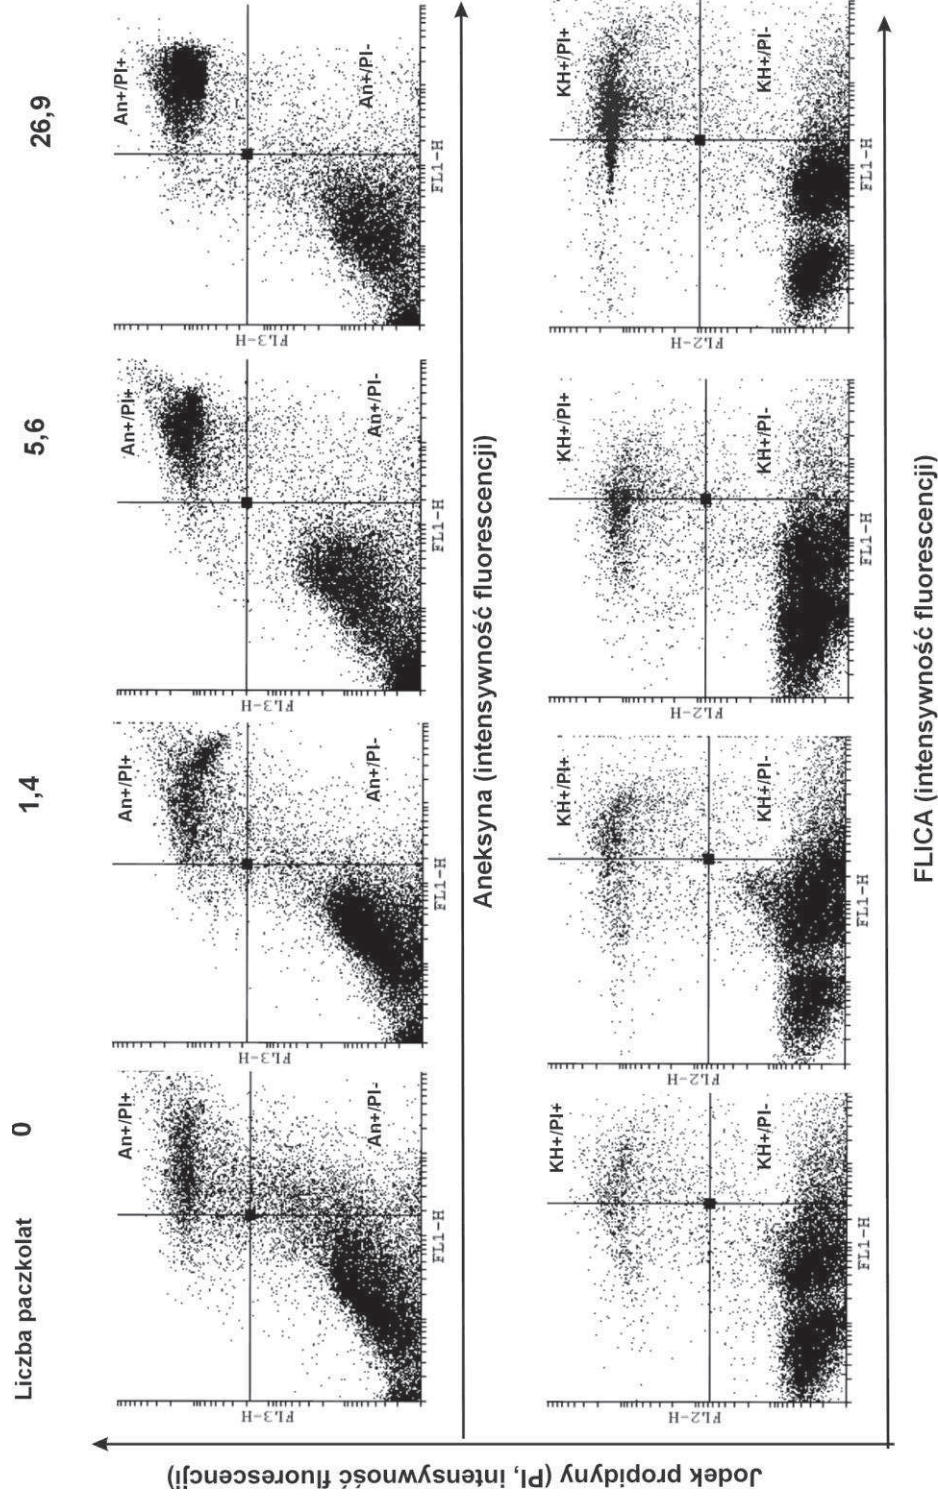 Liczba paczkolat
0
1,4
5,6
26,9
FL3-H
An+/PI+
An+/PI-
FL1-H
FL3-H
An+/PI+
An+/PI-
FL1-H
FL3-H
An+/PI+
An+/PI-
FL1-H
FL3-H
An+/PI+
An+/PI-
FL1-H
Aneksyna (intensywność fluorescencji)
Jodek propidyny (PI, intensywność fluorescencji)
FL2-H
KH+/PI+
KH+/PI-
FL1-H
FL2-H
KH+/PI+
KH+/PI-
FL1-H
FL2-H
KH+/PI+
KH+/PI-
FL1-H
FL2-H
KH+/PI+
KH+/PI-
FL1-H
FLICA (intensywność fluorescencji)